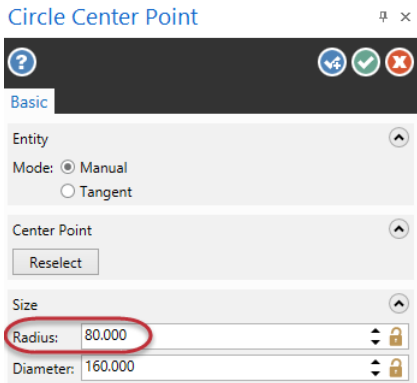 Circle Center Point
Basic
Entity
Mode: Manual
Tangent
Center Point
Reselect
Size
Radius: 80.000
Diameter: 160.000